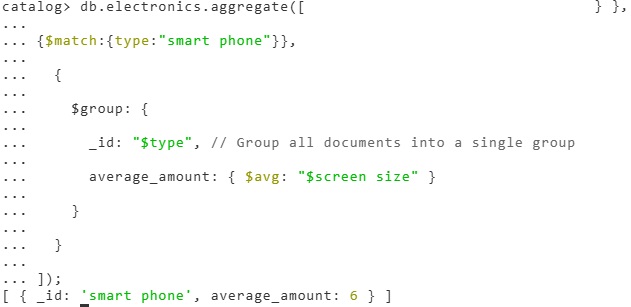 catalog> db.electronics.aggregate([ } },
...
... {$match:{type:"smart phone"}},
...
... {
...
... $group: {
...
... _id: "$type", // Group all documents into a single group
...
... average_amount: { $avg: "$screen size" }
...
... }
...
... }
...
... ]);
[ { _id: 'smart phone', average_amount: 6 } ]